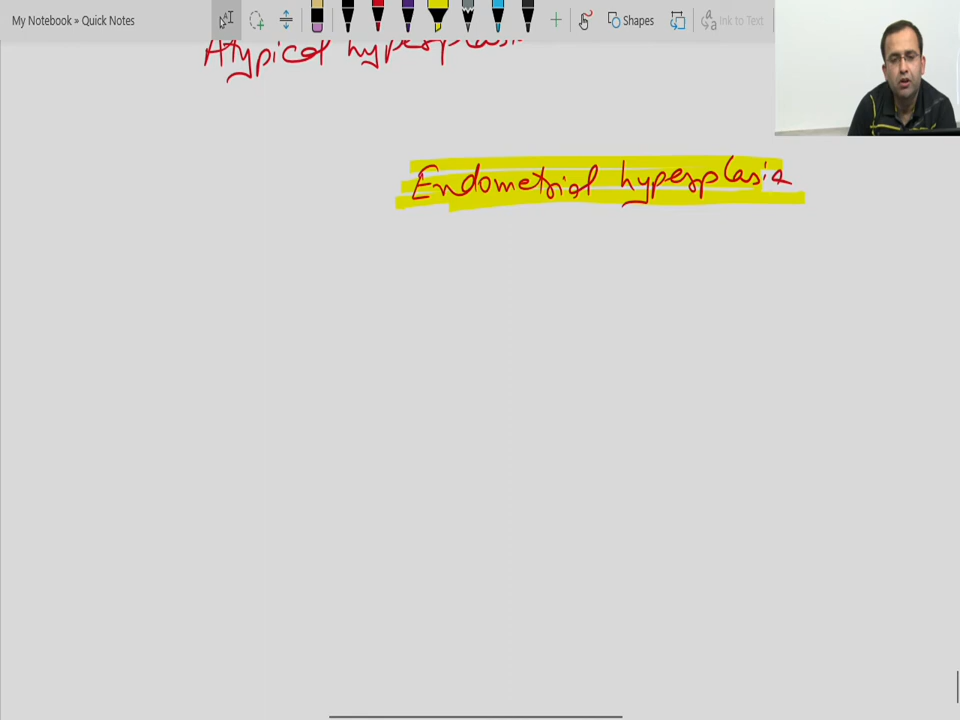 My Notebook » Quick Notes
Shapes
Ink to Text
Atypical hyperplasia
Endometrial hyperplasia